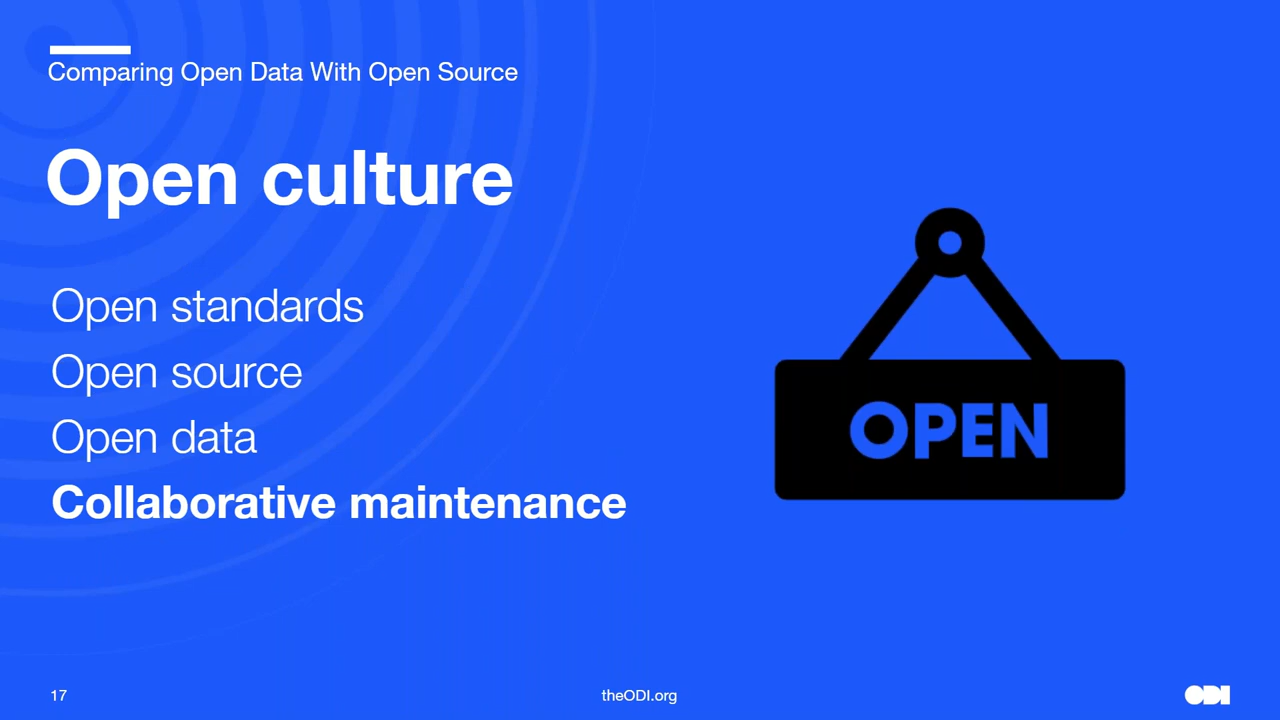 Comparing Open Data With Open Source
Open culture
Open standards
Open source
Open data
Collaborative maintenance
OPEN
17
theODI.org
ODI